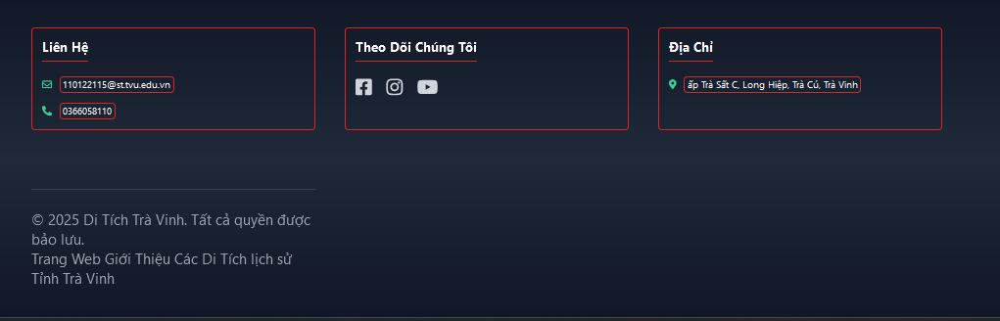 Liên Hệ
110122115@st.tvu.edu.vn
0366058110
Theo Dõi Chúng Tôi
Địa Chỉ
ấp Trà Sất C, Long Hiệp, Trà Cú, Trà Vinh
© 2025 Di Tích Trà Vinh. Tất cả quyền được
bảo lưu.
Trang Web Giới Thiệu Các Di Tích lịch sử
Tỉnh Trà Vinh